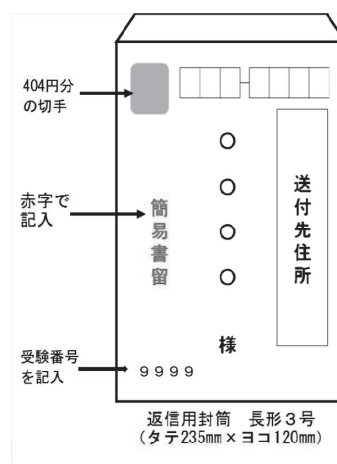 404円分
の切手
赤字で
記入
簡易書留
○○○○様
送付先住所
受験番号
を記入
9999
返信用封筒 長形3号
(タテ235mm×ヨコ120mm)